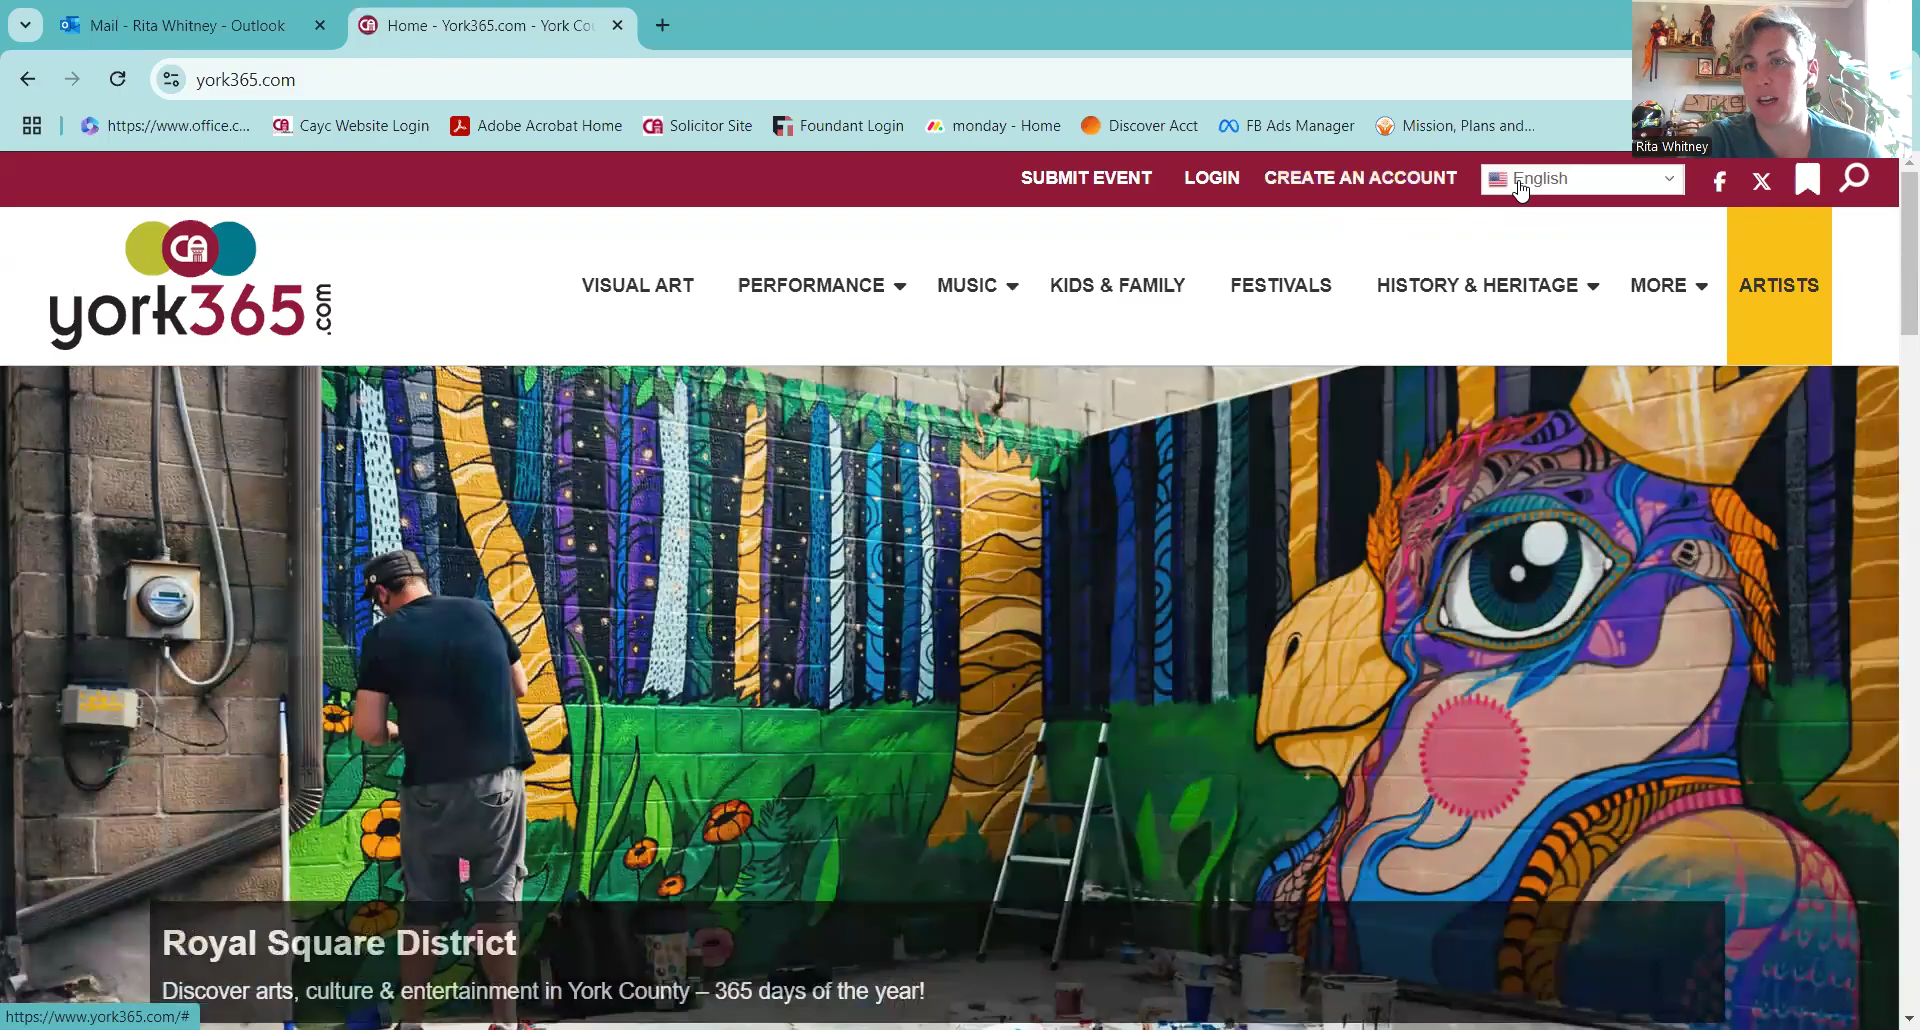 Mail - Rita Whitney - Outlook
Home - York365.com - York Cou
york365.com
https://www.office.c...
Cayc Website Login
Adobe Acrobat Home
Solicitor Site
Foundant Login
monday - Home
Discover Acct
FB Ads Manager
Mission, Plans and...
Rita Whitney
SUBMIT EVENT
LOGIN
CREATE AN ACCOUNT
English
CA
york365.com
VISUAL ART
PERFORMANCE
MUSIC
KIDS & FAMILY
FESTIVALS
HISTORY & HERITAGE
MORE
ARTISTS
Royal Square District
Discover arts, culture & entertainment in York County – 365 days of the year!
https://www.york365.com/#